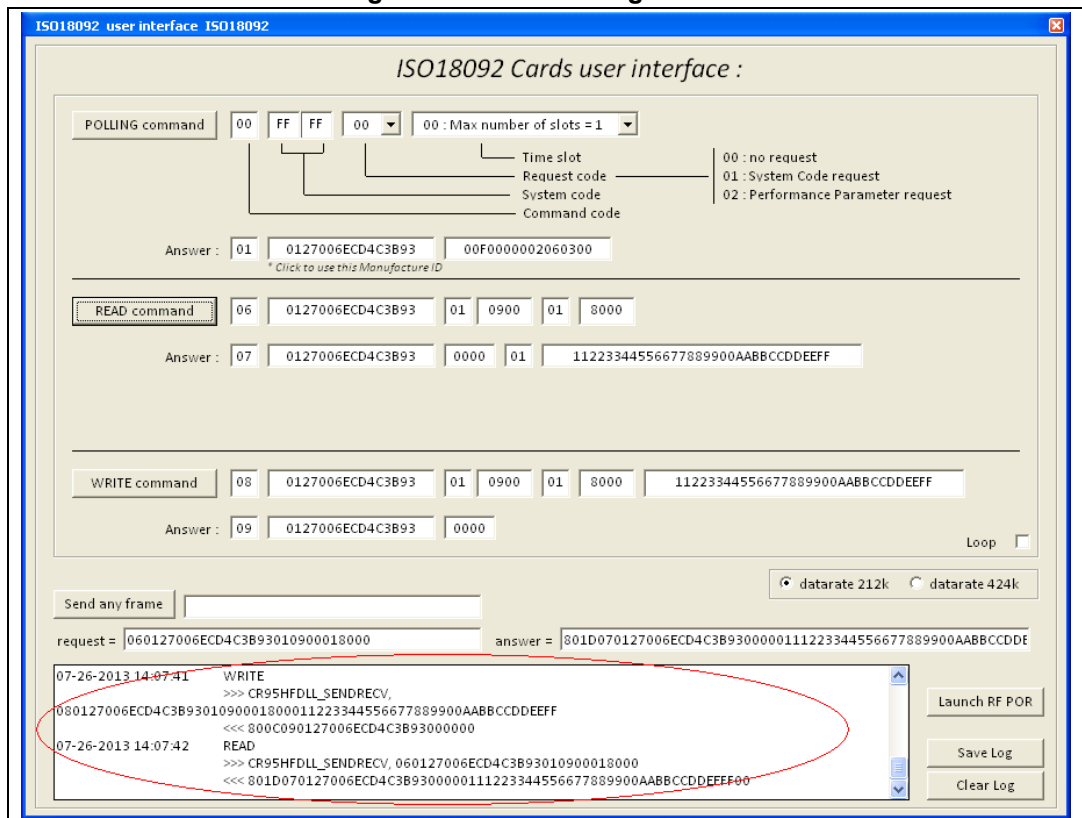 ISO18092 user interface ISO18092
ISO18092 Cards user interface :
POLLING command 00 FF FF 00 00 : Max number of slots = 1
Time slot
Request code
System code
Command code
00 : no request
01 : System Code request
02 : Performance Parameter request
Answer : 01 0127006ECD4C3B93 00F0000002060300
* Click to use this Manufacture ID
READ command 06 0127006ECD4C3B93 01 0900 01 8000
Answer : 07 0127006ECD4C3B93 0000 01 11223344556677889900AABBCCDDEEFF
WRITE command 08 0127006ECD4C3B93 01 0900 01 8000 11223344556677889900AABBCCDDEEFF
Answer : 09 0127006ECD4C3B93 0000
Loop
datarate 212k datarate 424k
Send any frame
request = 060127006ECD4C3B93010900018000 answer = 801D070127006ECD4C3B9300000111223344556677889900AABBCCDDE
07-26-2013 14:07:41 WRITE
>>> CR95HFDLL_SENDRECV,
080127006ECD4C3B9301090001800011223344556677889900AABBCCDDEEFF
<<< 800C090127006ECD4C3B93000000
07-26-2013 14:07:42 READ
>>> CR95HFDLL_SENDRECV, 060127006ECD4C3B93010900018000
<<< 801D070127006ECD4C3B9300000111223344556677889900AABBCCDDEEFF00
Launch RF POR
Save Log
Clear Log